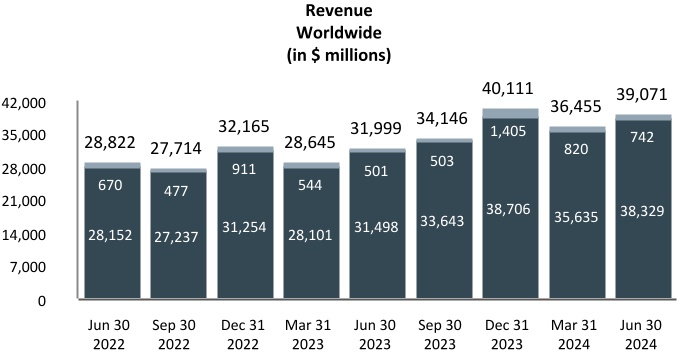 Revenue
Worldwide
(in $ millions)
42,000
35,000
28,000
21,000
14,000
7,000
0
28,822 27,714 32,165 28,645 31,999 34,146 40,111 36,455 39,071
670 477 911 544 501 503 1,405 820 742
28,152 27,237 31,254 28,101 31,498 33,643 38,706 35,635 38,329
Jun 30 Sep 30 Dec 31 Mar 31 Jun 30 Sep 30 Dec 31 Mar 31 Jun 30
2022 2022 2022 2023 2023 2023 2023 2024 2024